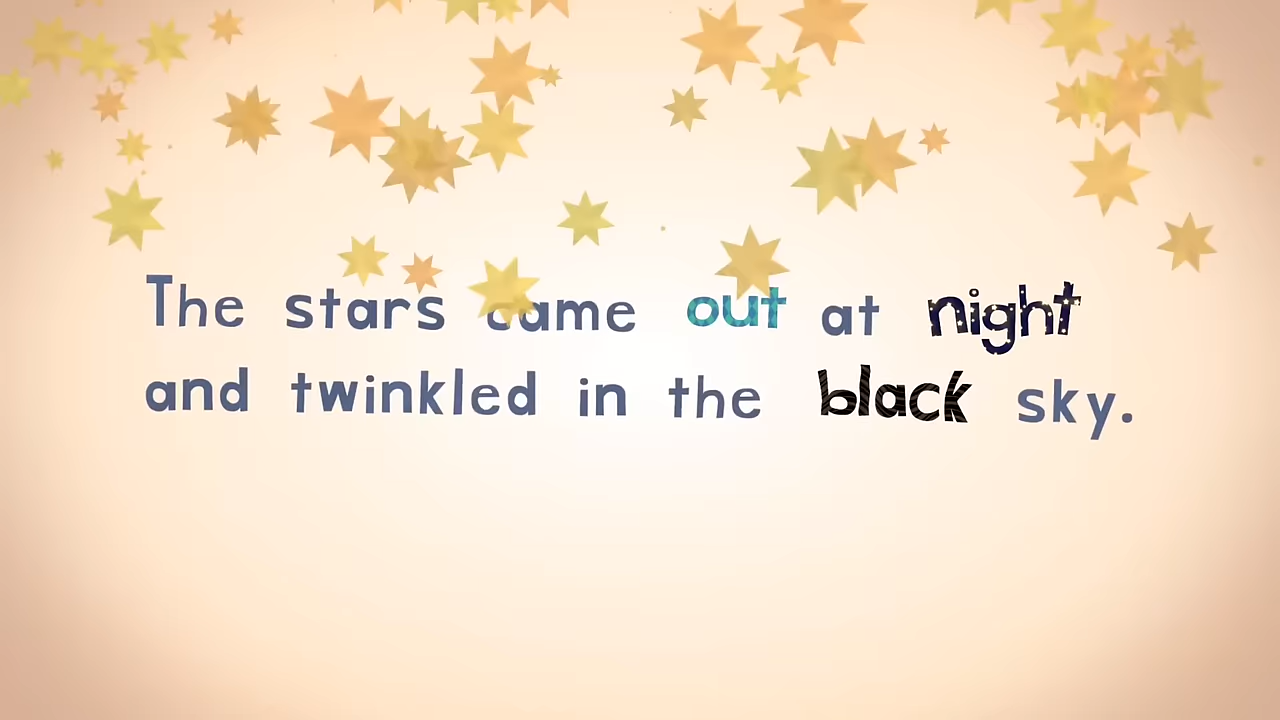 The stars came out at night
and twinkled in the black sky.